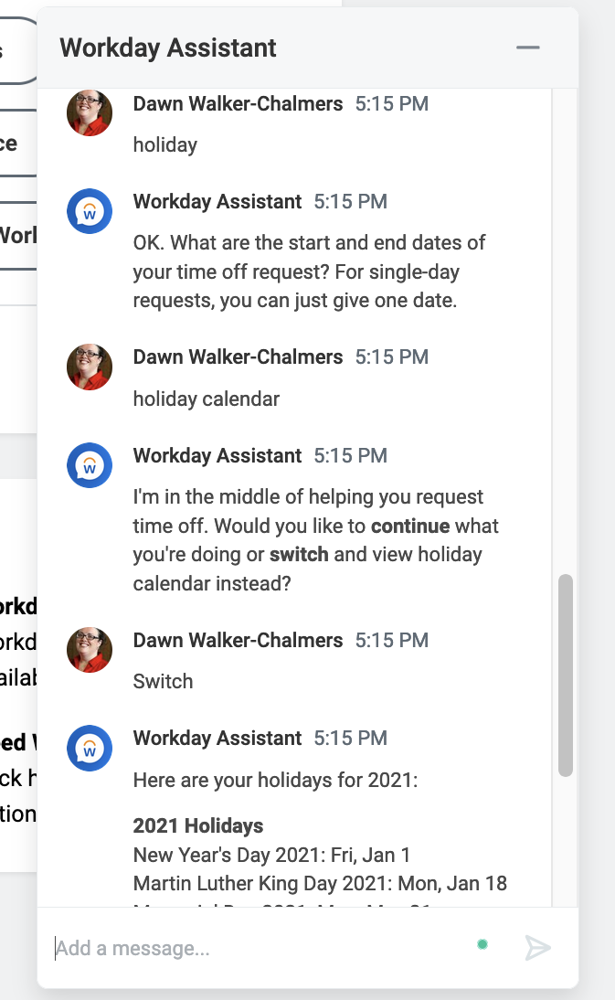 Workday Assistant
s
ce
Worl
orkd
orkd
ailab
eed W
ck h
tion
Dawn Walker-Chalmers 5:15 PM
holiday
Workday Assistant 5:15 PM
OK. What are the start and end dates of
your time off request? For single-day
requests, you can just give one date.
Dawn Walker-Chalmers 5:15 PM
holiday calendar
Workday Assistant 5:15 PM
I'm in the middle of helping you request
time off. Would you like to continue what
you're doing or switch and view holiday
calendar instead?
Dawn Walker-Chalmers 5:15 PM
Switch
Workday Assistant 5:15 PM
Here are your holidays for 2021:
2021 Holidays
New Year's Day 2021: Fri, Jan 1
Martin Luther King Day 2021: Mon, Jan 18
Add a message...